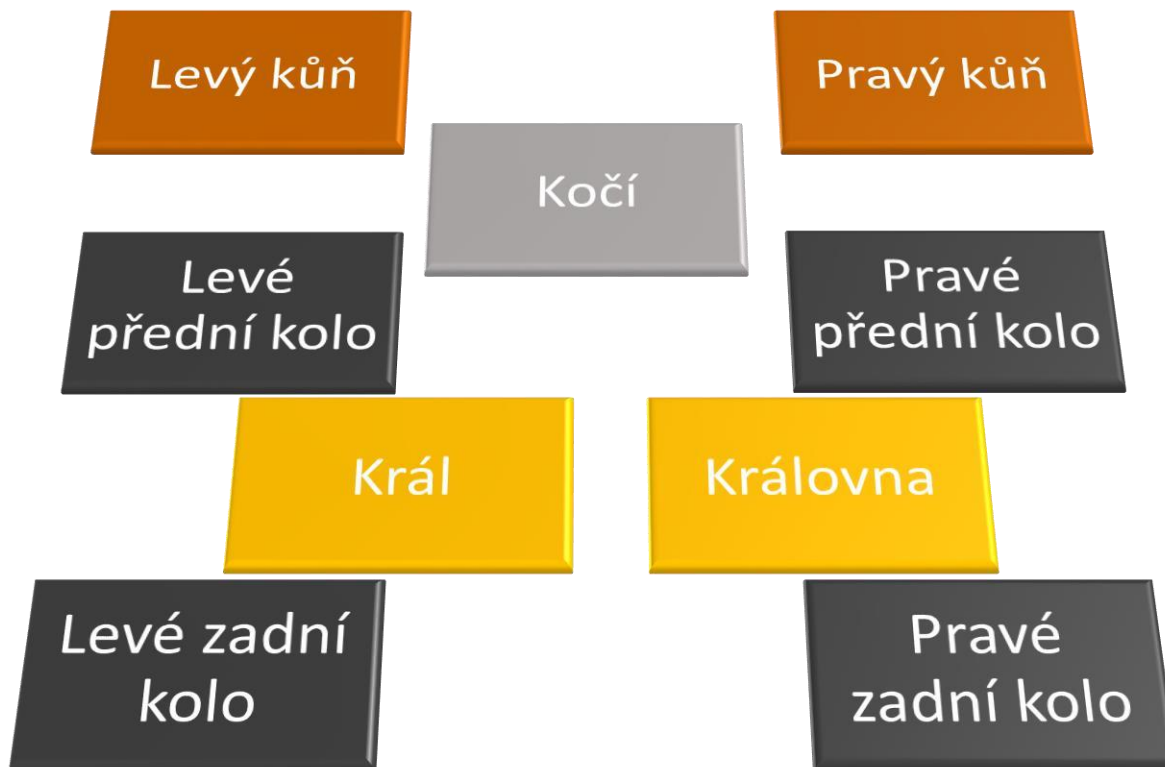 Levý kůň
Pravý kůň
Kočí
Levé
přední kolo
Pravé
přední kolo
Král
Královna
Levé zadní
kolo
Pravé
zadní kolo